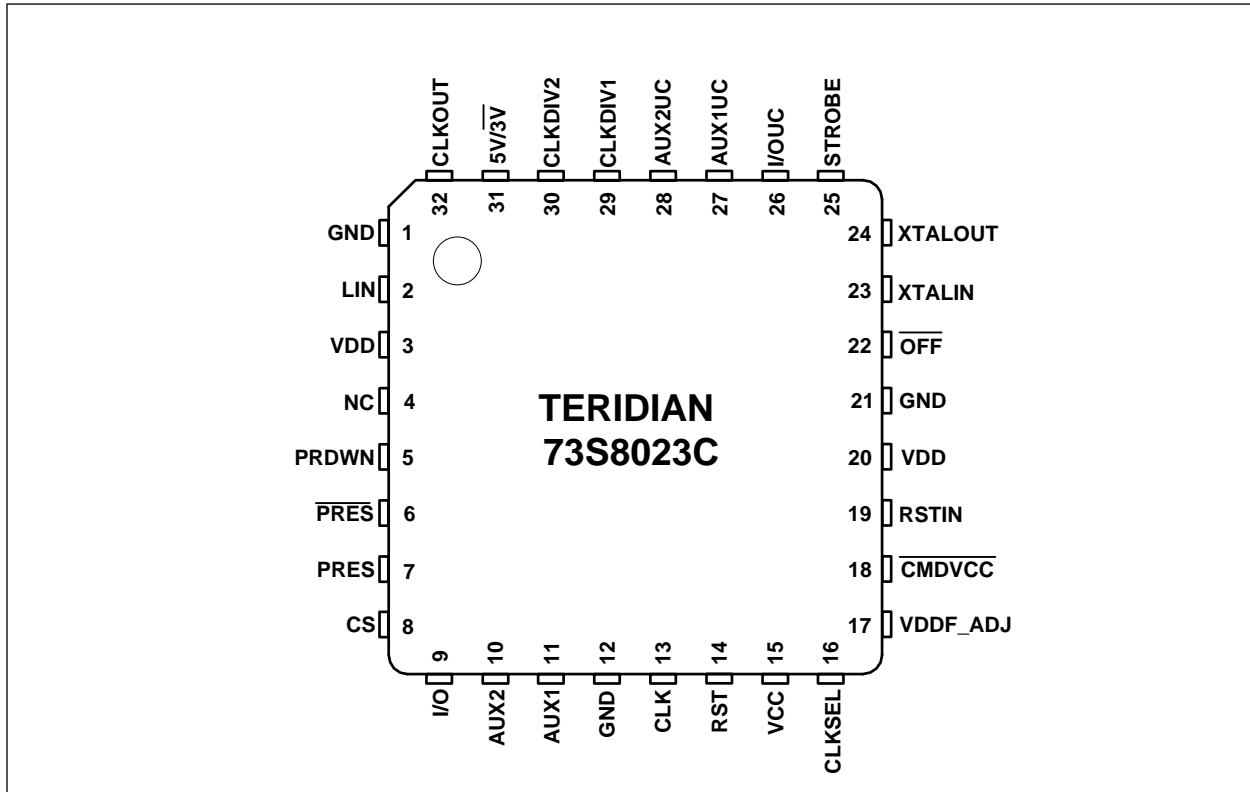 CLKOUT
5V/3V
CLKDIV2
CLKDIV1
AUX2UC
AUX1UC
I/OUC
STROBE
32
31
30
29
28
27
26
25
GND 1
LIN 2
VDD 3
NC 4
PRDWN 5
PRES 6
PRES 7
CS 8
TERIDIAN
73S8023C
24 XTALOUT
23 XTALIN
22 OFF
21 GND
20 VDD
19 RSTIN
18 CMDVCC
17 VDDF_ADJ
9
10
11
12
13
14
15
16
I/O
AUX2
AUX1
GND
CLK
RST
VCC
CLKSEL